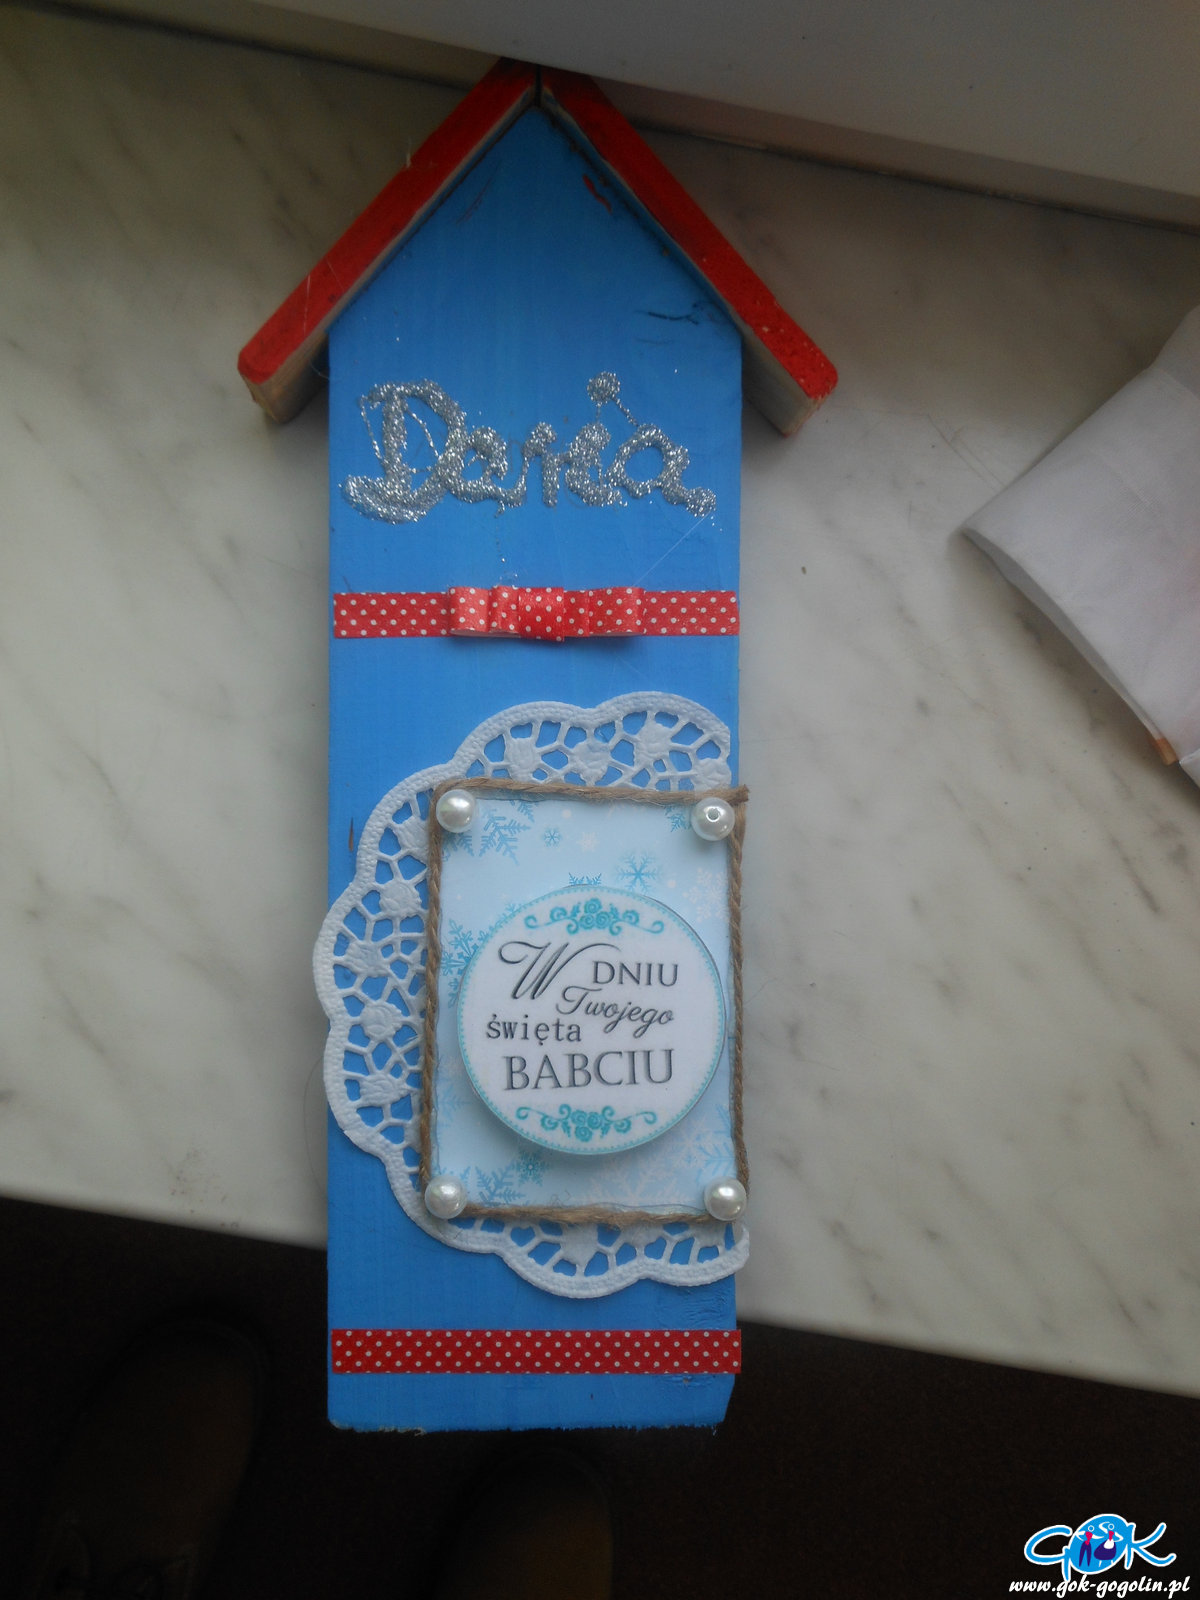 Daria
W DNIU
Twojego
święta
BABCIU
GOK
www.gok-gogolin.pl